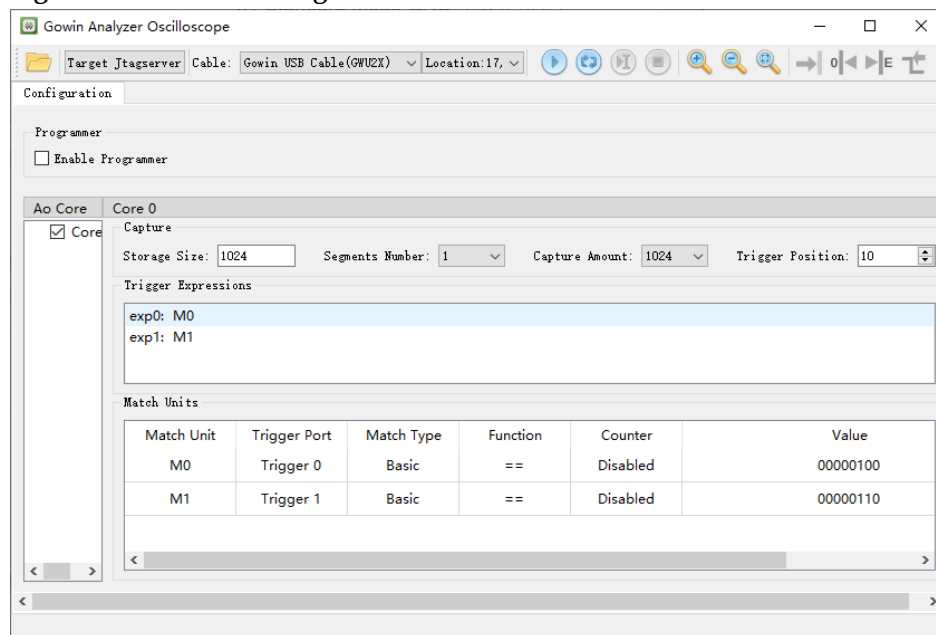 Gowin Analyzer Oscilloscope
Target Jtagserver Cable: Gowin USB Cable(GWU2X) Location:17,
Configuration
Programmer
Enable Programmer
Ao Core Core 0
Core
Capture
Storage Size: 1024 Segments Number: 1 Capture Amount: 1024 Trigger Position: 10
Trigger Expressions
exp0: M0
exp1: M1
Match Units
Match Unit Trigger Port Match Type Function Counter Value
M0 Trigger 0 Basic == Disabled 00000100
M1 Trigger 1 Basic == Disabled 00000110